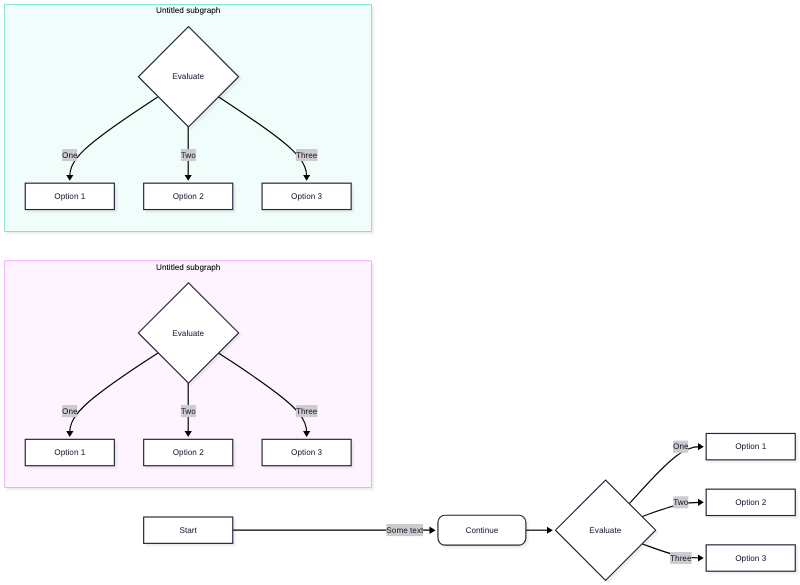 Untitled subgraph
Evaluate
One
Two
Three
Option 1
Option 2
Option 3
Untitled subgraph
Evaluate
One
Two
Three
Option 1
Option 2
Option 3
Start
Some text
Continue
Evaluate
One
Option 1
Two
Option 2
Three
Option 3